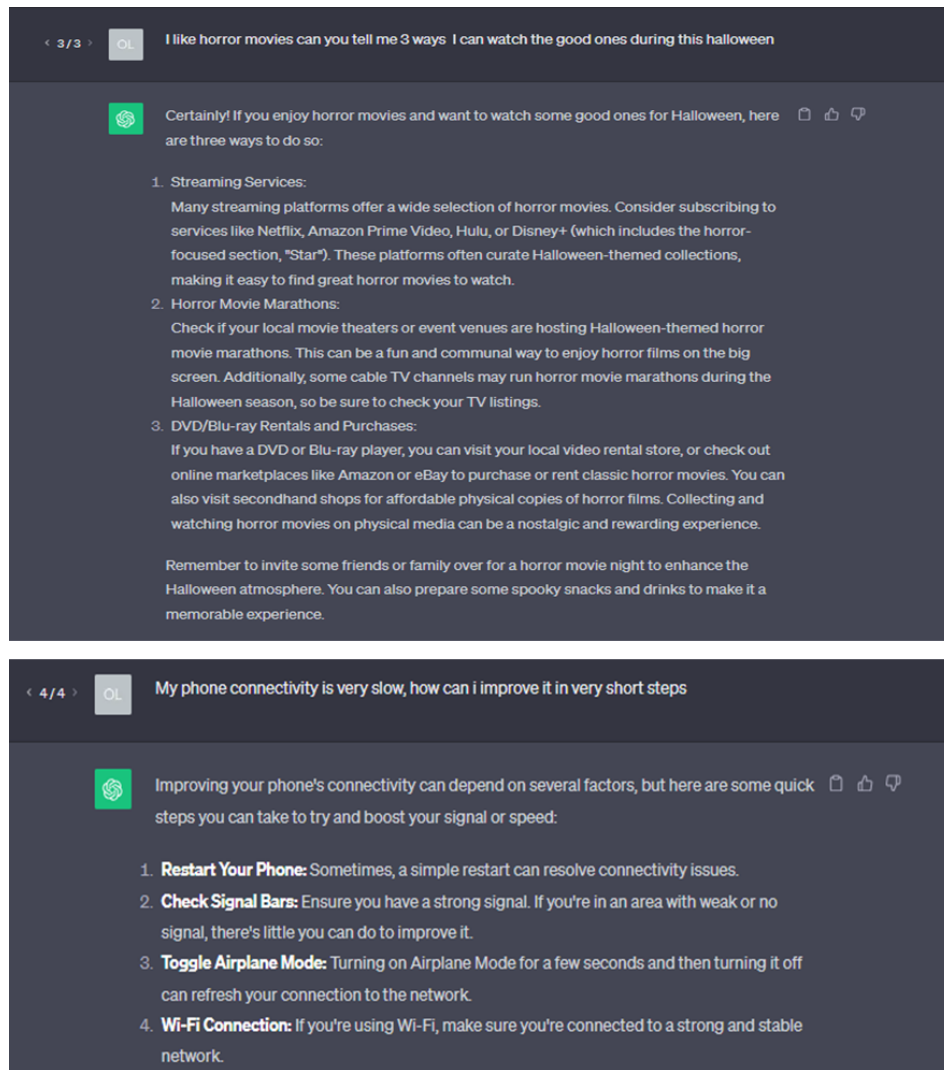 < 3/3 >
OL
I like horror movies can you tell me 3 ways I can watch the good ones during this halloween
Certainly! If you enjoy horror movies and want to watch some good ones for Halloween, here
are three ways to do so:
1. Streaming Services:
Many streaming platforms offer a wide selection of horror movies. Consider subscribing to
services like Netflix, Amazon Prime Video, Hulu, or Disney+ (which includes the horror-
focused section, "Star"). These platforms often curate Halloween-themed collections,
making it easy to find great horror movies to watch.
2. Horror Movie Marathons:
Check if your local movie theaters or event venues are hosting Halloween-themed horror
movie marathons. This can be a fun and communal way to enjoy horror films on the big
screen. Additionally, some cable TV channels may run horror movie marathons during the
Halloween season, so be sure to check your TV listings.
3. DVD/Blu-ray Rentals and Purchases:
If you have a DVD or Blu-ray player, you can visit your local video rental store, or check out
online marketplaces like Amazon or eBay to purchase or rent classic horror movies. You can
also visit secondhand shops for affordable physical copies of horror films. Collecting and
watching horror movies on physical media can be a nostalgic and rewarding experience.
Remember to invite some friends or family over for a horror movie night to enhance the
Halloween atmosphere. You can also prepare some spooky snacks and drinks to make it a
memorable experience.
< 4/4 >
OL
My phone connectivity is very slow, how can i improve it in very short steps
Improving your phone's connectivity can depend on several factors, but here are some quick
steps you can take to try and boost your signal or speed:
1. Restart Your Phone: Sometimes, a simple restart can resolve connectivity issues.
2. Check Signal Bars: Ensure you have a strong signal. If you're in an area with weak or no
signal, there's little you can do to improve it.
3. Toggle Airplane Mode: Turning on Airplane Mode for a few seconds and then turning it off
can refresh your connection to the network.
4. Wi-Fi Connection: If you're using Wi-Fi, make sure you're connected to a strong and stable
network.